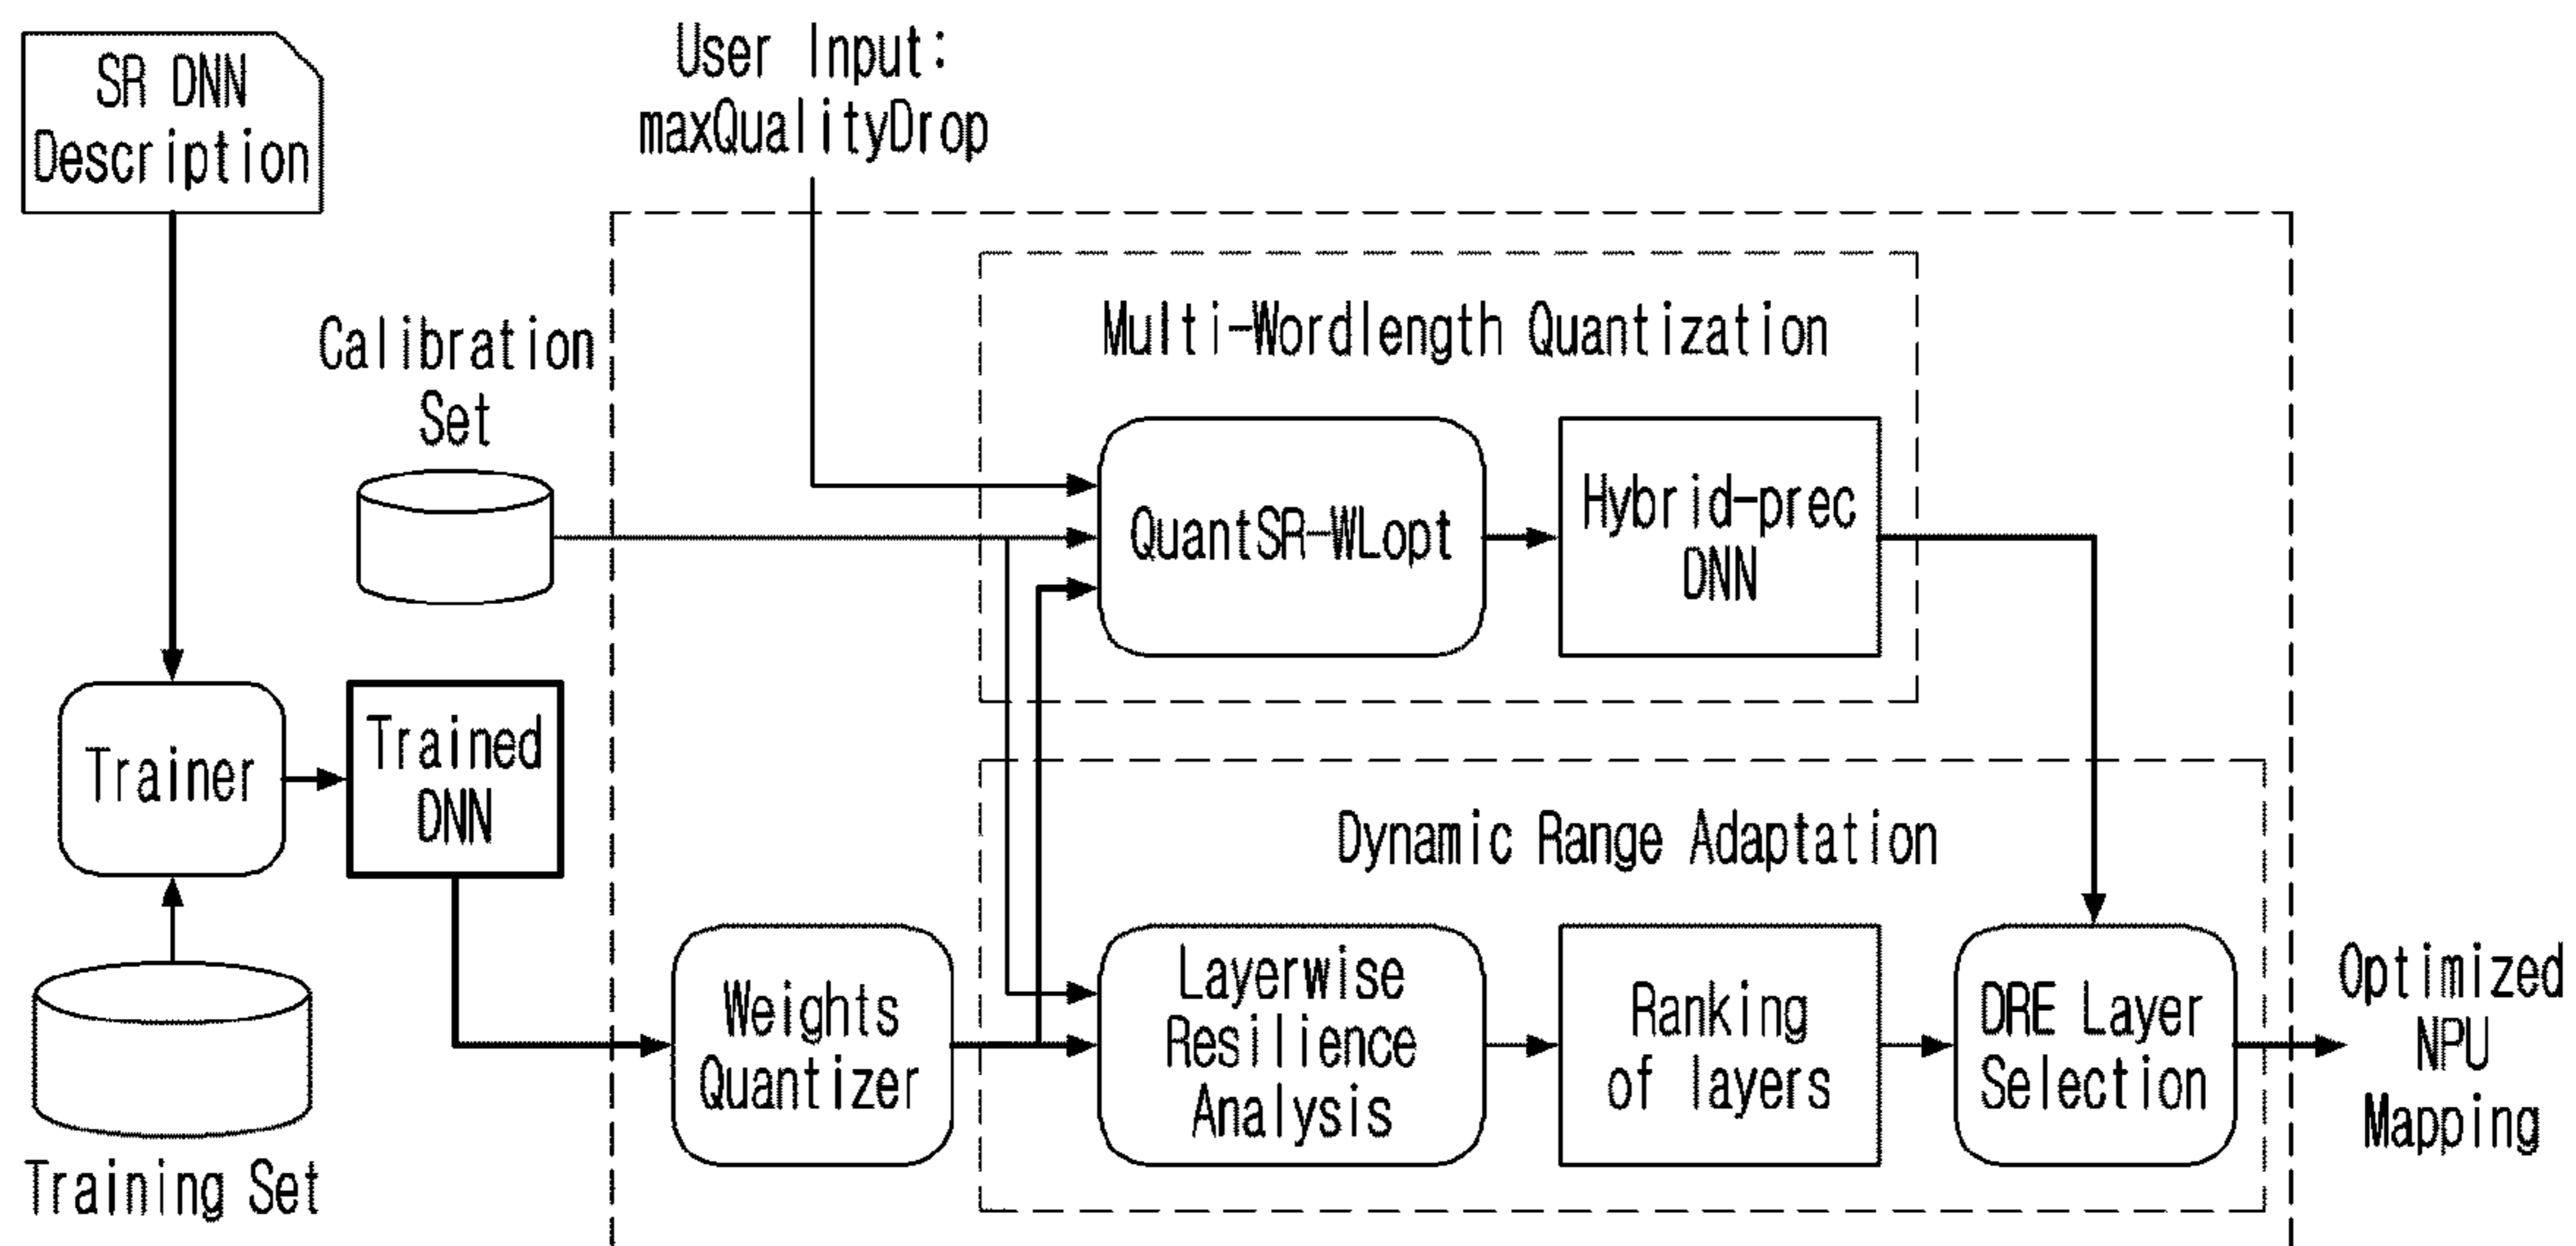 SR DNN
Description
User Input:
maxQualityDrop
Calibration
Set
Multi-Wordlength Quantization
QuantSR-WLopt
Hybrid-prec
DNN
Trainer
Trained
DNN
Dynamic Range Adaptation
Training Set
Weights
Quantizer
Layerwise
Resilience
Analysis
Ranking
of layers
DRE Layer
Selection
Optimized
NPU
Mapping